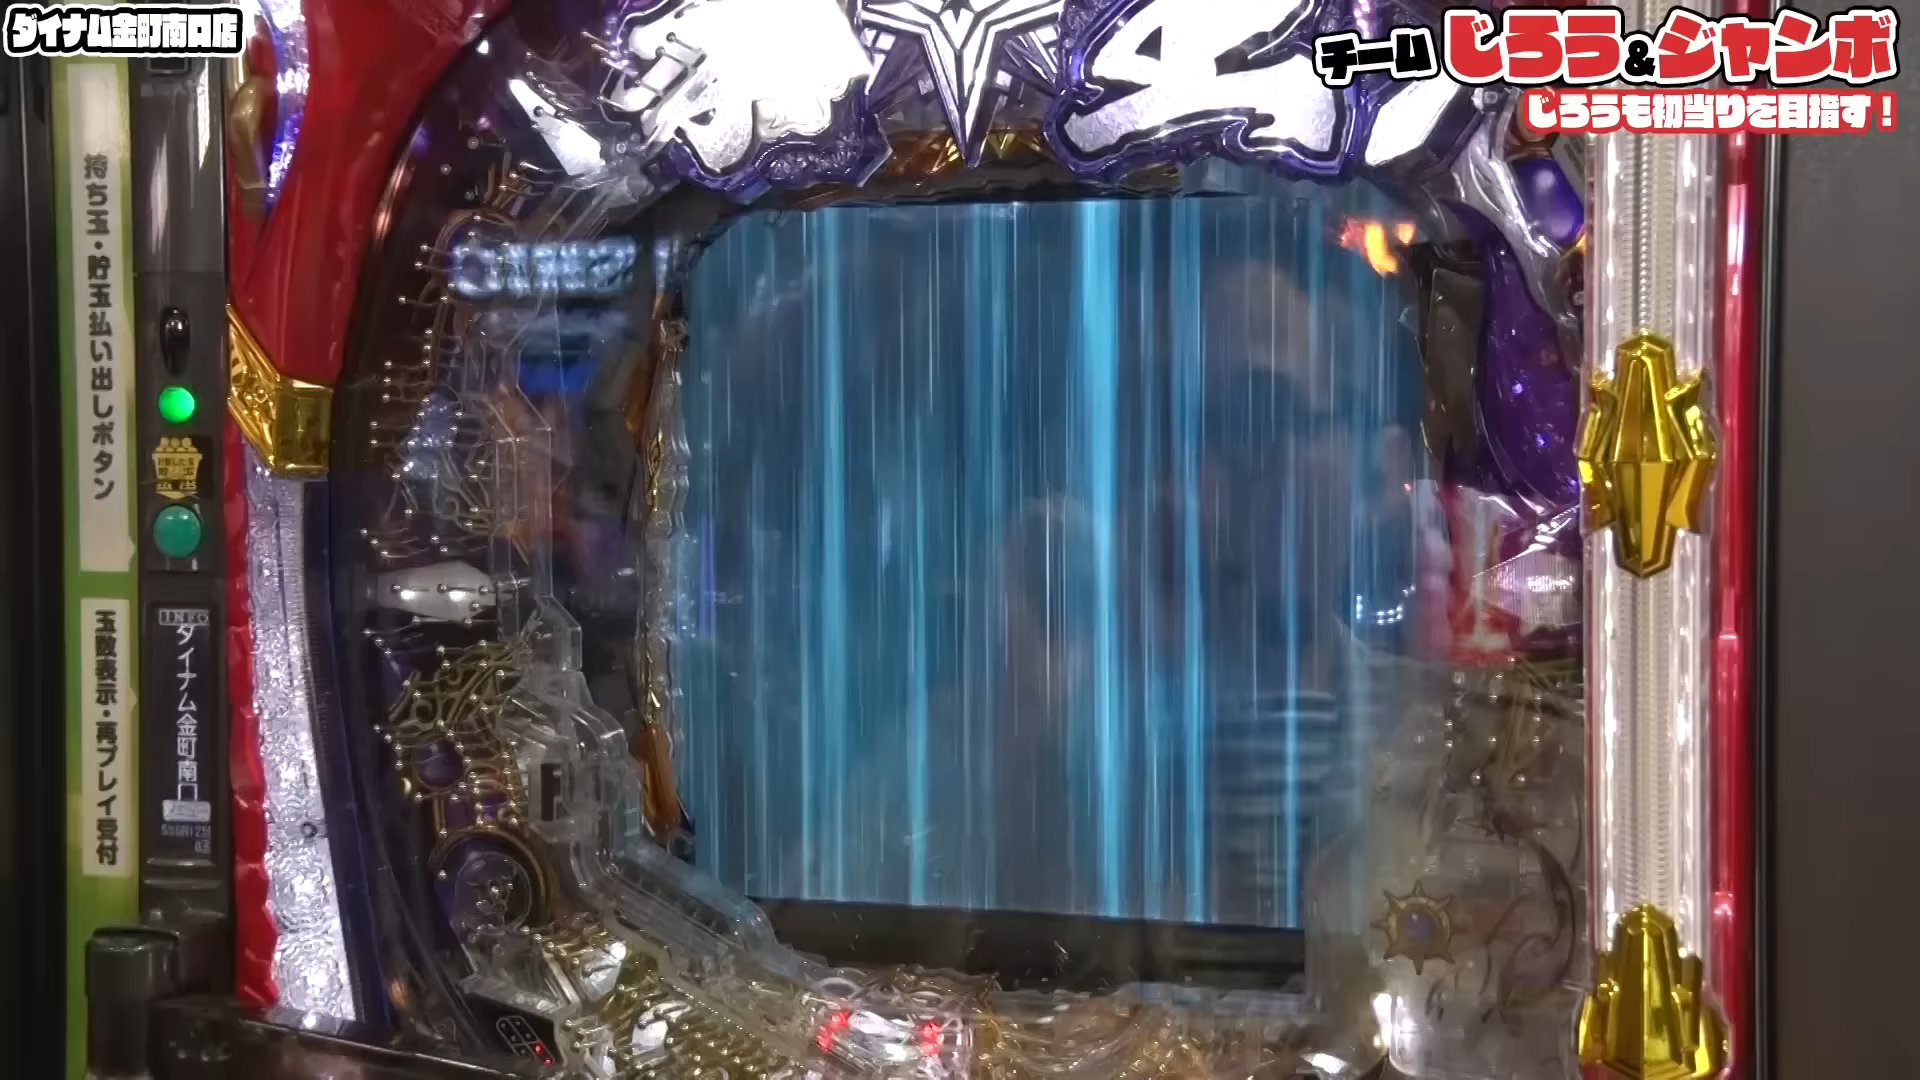 ダイナム金町南口店
チーム じろう&ジャンボ
じろうも初当りを目指す！
持ち玉・貯玉払い出しボタン
玉数表示・再プレイ受付
INFO
ダイナム金町南口